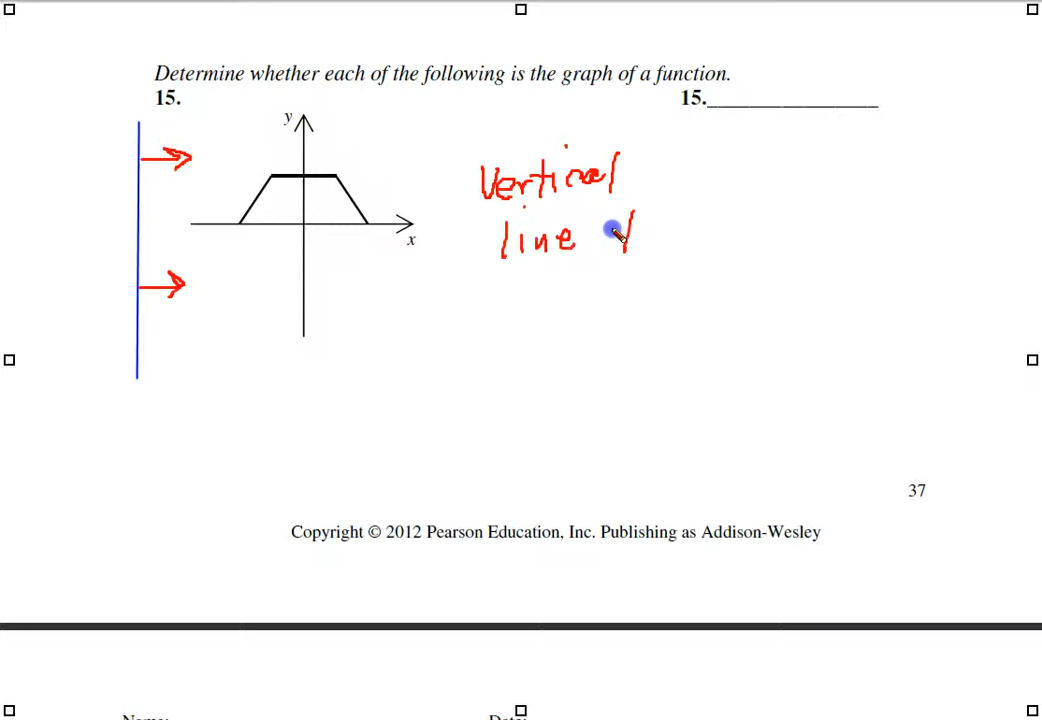 Determine whether each of the following is the graph of a function.
15. 15.
y
x
Vertical
line
37
Copyright © 2012 Pearson Education, Inc. Publishing as Addison-Wesley